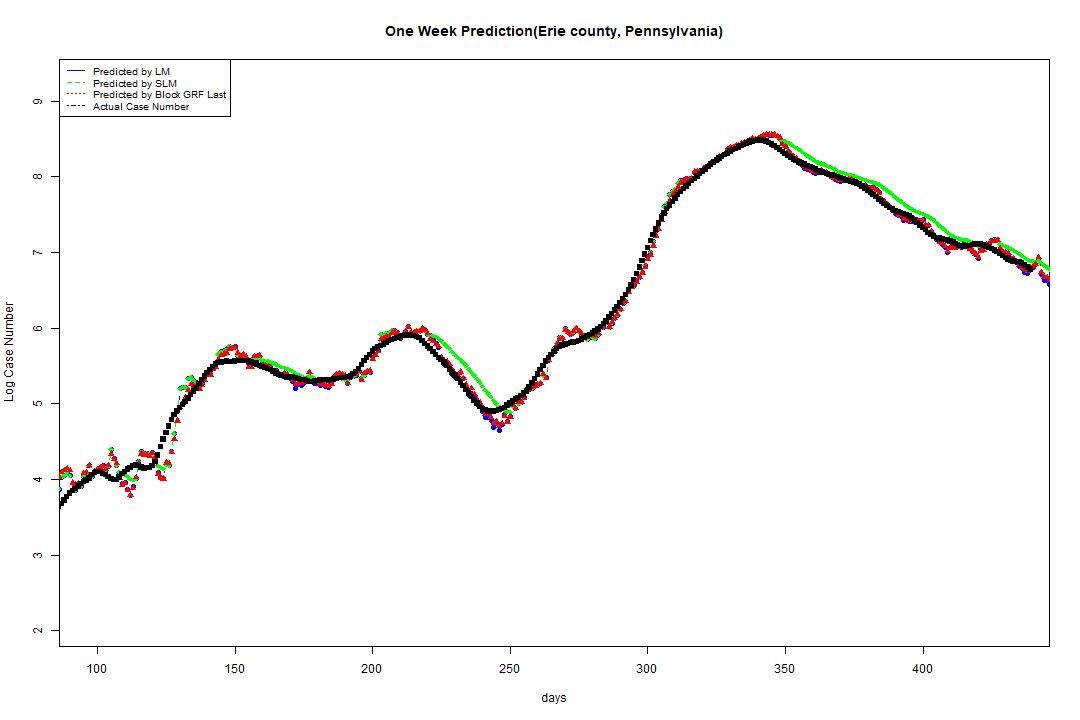 One Week Prediction(Erie county, Pennsylvania)
Predicted by LM
Predicted by SLM
Predicted by Block GRF Last
Actual Case Number
9
8
7
6
5
4
3
2
Log Case Number
100 150 200 250 300 350 400
days